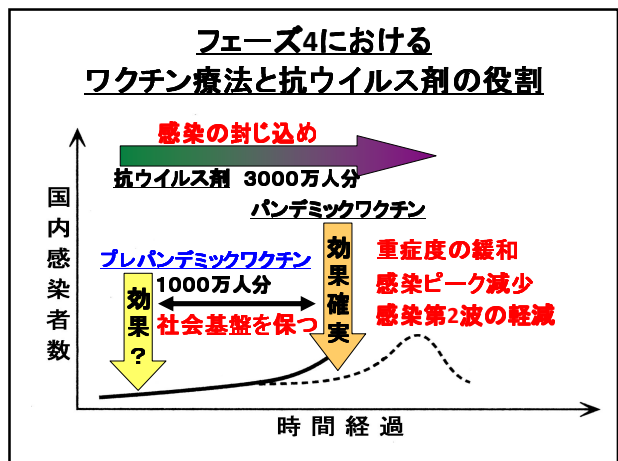 フェーズ4における
ワクチン療法と抗ウイルス剤の役割
感染の封じ込め
抗ウイルス剤 3000万人分
パンデミックワクチン
プレパンデミックワクチン
1000万人分
社会基盤を保つ
効果？
効果確実
重症度の緩和
感染ピーク減少
感染第2波の軽減
国内感染者数
時間経過